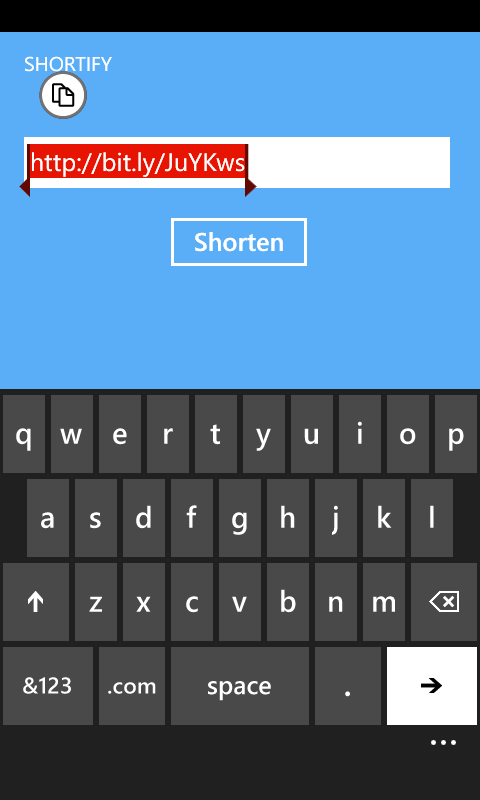 SHORTIFY
http://bit.ly/JuYKws
Shorten
q w e r t y u i o p
a s d f g h j k l
z x c v b n m
&123 .com space .